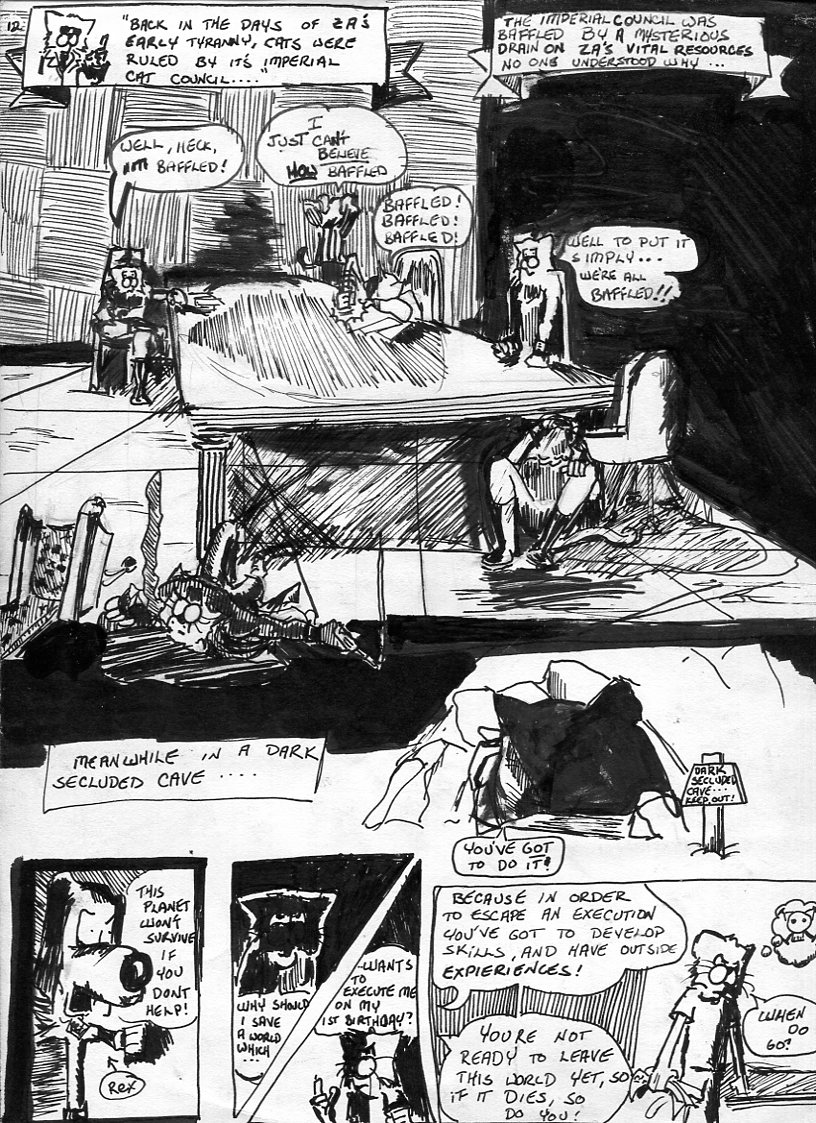 12.
"BACK IN THE DAYS OF ZA'S
EARLY TYRANNY, CATS WERE
RULED BY IT'S IMPERIAL
CAT COUNCIL...."
THE IMPERIAL COUNCIL WAS
BAFFLED BY A MYSTERIOUS
DRAIN ON ZA'S VITAL RESOURCES
NO ONE UNDERSTOOD WHY...
WELL, HECK,
I'M BAFFLED!
I
JUST CAN'T
BELIEVE
HOW BAFFLED
BAFFLED!
BAFFLED!
BAFFLED!
WELL TO PUT IT
SIMPLY...
WE'RE ALL
BAFFLED!!
MEANWHILE IN A DARK
SECLUDED CAVE ....
DARK
SECLUDED
CAVE...
KEEP OUT!
YOU'VE GOT
TO DO IT!
THIS
PLANET
WON'T
SURVIVE
IF
YOU
DONT
HELP!
REX
WHY SHOULD
I SAVE
A WORLD
WHICH
...
...WANTS
TO
EXECUTE ME
ON MY
1ST BIRTHDAY?
BECAUSE IN ORDER
TO ESCAPE AN EXECUTION
YOU'VE GOT TO DEVELOP
SKILLS, AND HAVE OUTSIDE
EXPIERIENCES!
YOU'RE NOT
READY TO LEAVE
THIS WORLD YET, SO
IF IT DIES, SO
DO YOU!
WHEN
DO
GO?